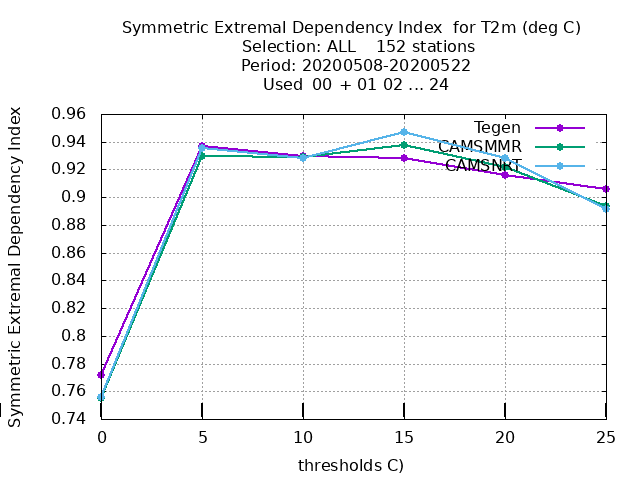 Symmetric Extremal Dependency Index  for T2m (deg C)
Selection: ALL    152 stations
Period: 20200508-20200522
Used  00  + 01 02 ... 24
Symmetric Extremal Dependency Index
0.96
0.94
0.92
0.9
0.88
0.86
0.84
0.82
0.8
0.78
0.76
0.74
Tegen
CAMSMMR
CAMSNRT
0 5 10 15 20 25
thresholds C)